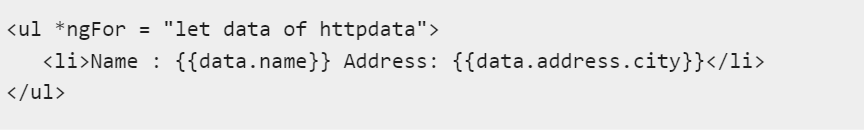 <ul *ngFor = "let data of httpdata">
<li>Name : {{data.name}} Address: {{data.address.city}}</li>
</ul>